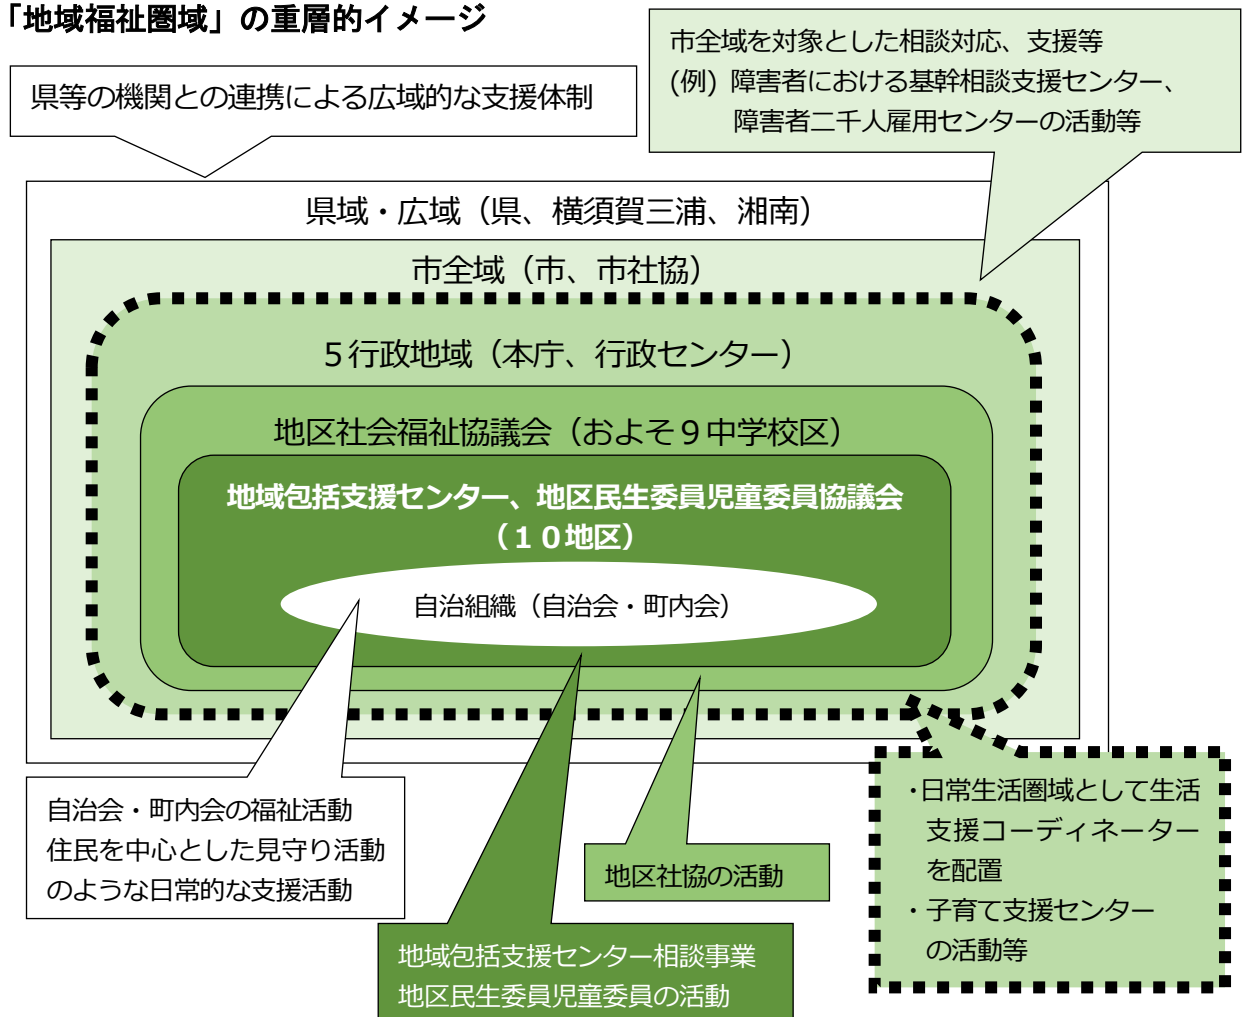 「地域福祉圏域」の重層的イメージ
市全域を対象とした相談対応、支援等
(例) 障害者における基幹相談支援センター、
障害者二千人雇用センターの活動等
県等の機関との連携による広域的な支援体制
県域・広域（県、横須賀三浦、湘南）
市全域（市、市社協）
５行政地域（本庁、行政センター）
地区社会福祉協議会（およそ９中学校区）
地域包括支援センター、地区民生委員児童委員協議会
（１０地区）
自治組織（自治会・町内会）
自治会・町内会の福祉活動
住民を中心とした見守り活動
のような日常的な支援活動
地区社協の活動
地域包括支援センター相談事業
地区民生委員児童委員の活動
・日常生活圏域として生活
支援コーディネーター
を配置
・子育て支援センター
の活動等